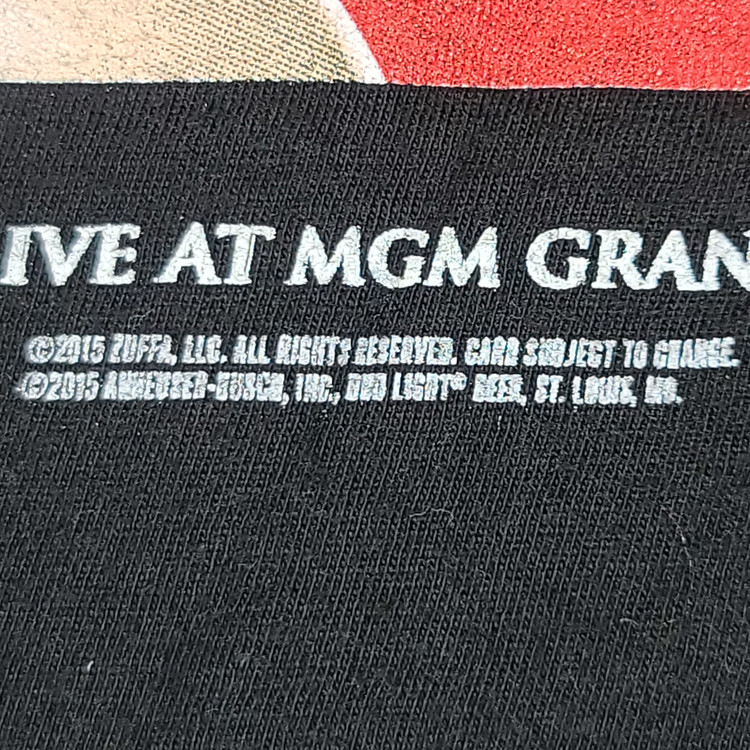 IVE AT MGM GRAN
©2015 ZUFFA, LLC. ALL RIGHTS RESERVED. CARD SUBJECT TO CHANGE.
©2015 ANHEUSER-BUSCH, INC., BUD LIGHT® BEER, ST. LOUIS, MO.